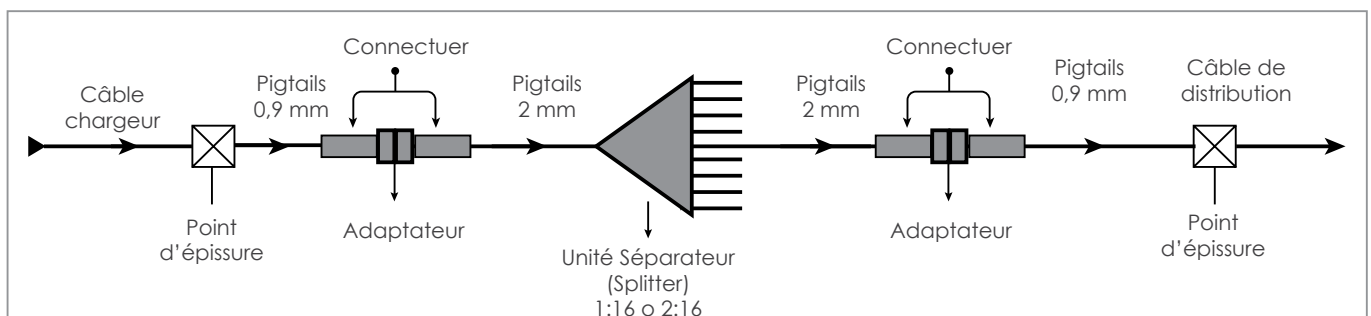 Câble
chargeur
Point
d'épissure
Pigtails
0,9 mm
Connectuer
Adaptateur
Pigtails
2 mm
Unité Séparateur
(Splitter)
1:16 o 2:16
Pigtails
2 mm
Connectuer
Adaptateur
Pigtails
0,9 mm
Câble de
distribution
Point
d'épissure